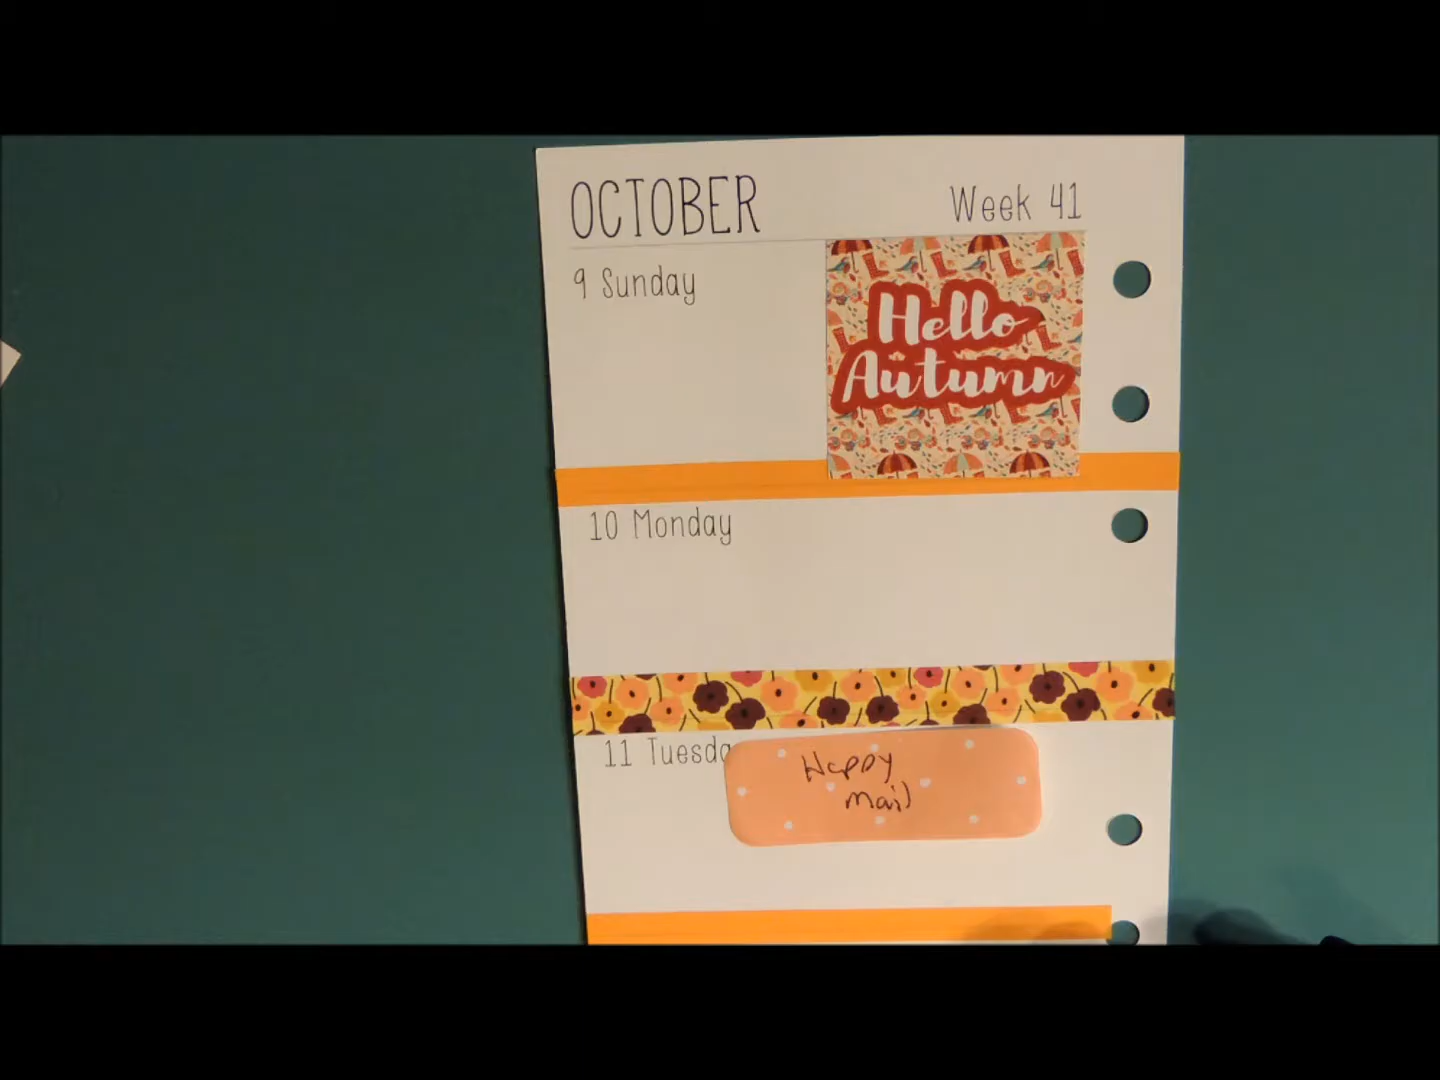 OCTOBER
Week 41
9 Sunday
Hello
Autumn
10 Monday
11 Tuesda
Happy
mail